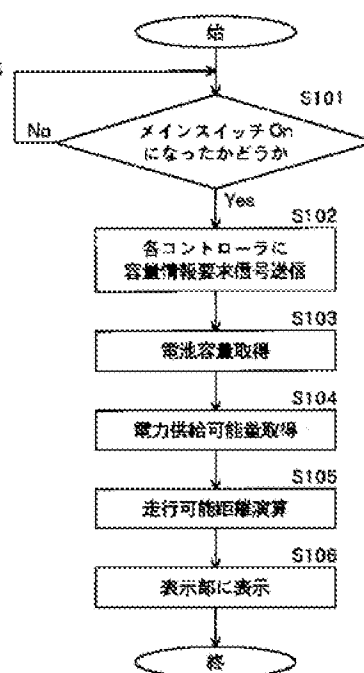 始
S101
メインスイッチOn
になったかどうか
No
Yes
S102
各コントローラに
容量情報要求信号送信
S103
電池容量取得
S104
電力供給可能量取得
S105
走行可能距離演算
S106
表示部に表示
終